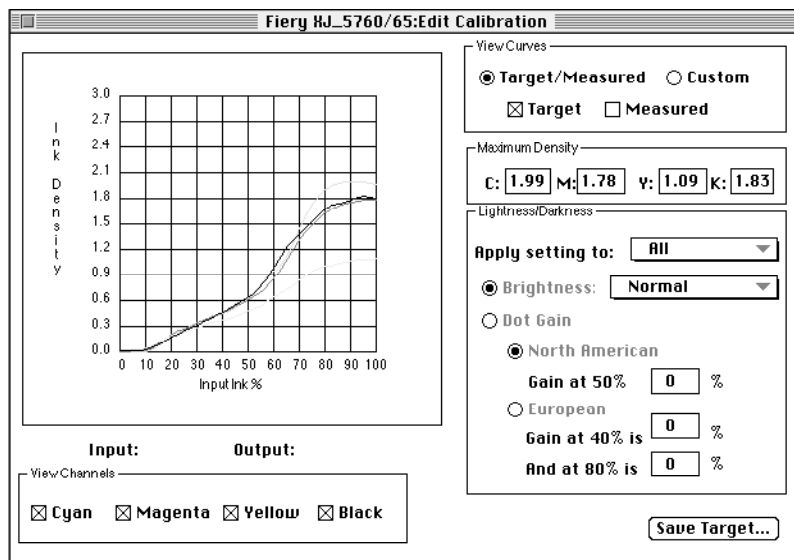 Fiery XJ_5760/65:Edit Calibration
Ink Density
3.0
2.7
2.4
2.1
1.8
1.5
1.2
0.9
0.6
0.3
0.0
0 10 20 30 40 50 60 70 80 90 100
Input Ink %
Input: Output:
View Channels
Cyan Magenta Yellow Black
View Curves
Target/Measured Custom
Target Measured
Maximum Density
C: 1.99 M: 1.78 Y: 1.09 K: 1.83
Lightness/Darkness
Apply setting to: All
Brightness: Normal
Dot Gain
North American
Gain at 50% 0 %
European
Gain at 40% is 0 %
And at 80% is 0 %
Save Target...